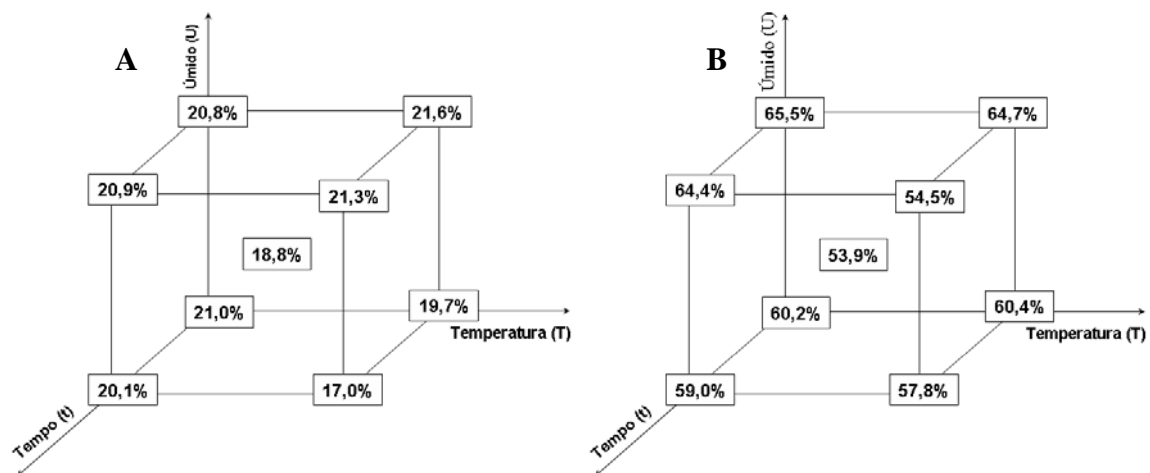 A
Úmido (U)
20,8%
21,6%
20,9%
21,3%
18,8%
21,0%
19,7%
Temperatura (T)
20,1%
17,0%
Tempo (t)
B
Úmido (U)
65,5%
64,7%
64,4%
54,5%
53,9%
60,2%
60,4%
Temperatura (T)
59,0%
57,8%
Tempo (t)